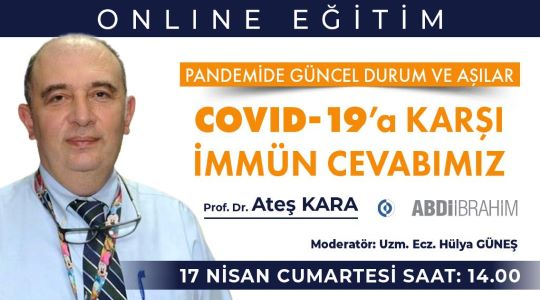 ONLINE EĞİTİM
PANDEMİDE GÜNCEL DURUM VE AŞILAR
COVID-19’a KARŞI
İMMÜN CEVABIMIZ
Prof. Dr. Ateş KARA
ABDİİBRAHİM
Moderatör: Uzm. Ecz. Hülya GÜNEŞ
17 NİSAN CUMARTESİ SAAT: 14.00